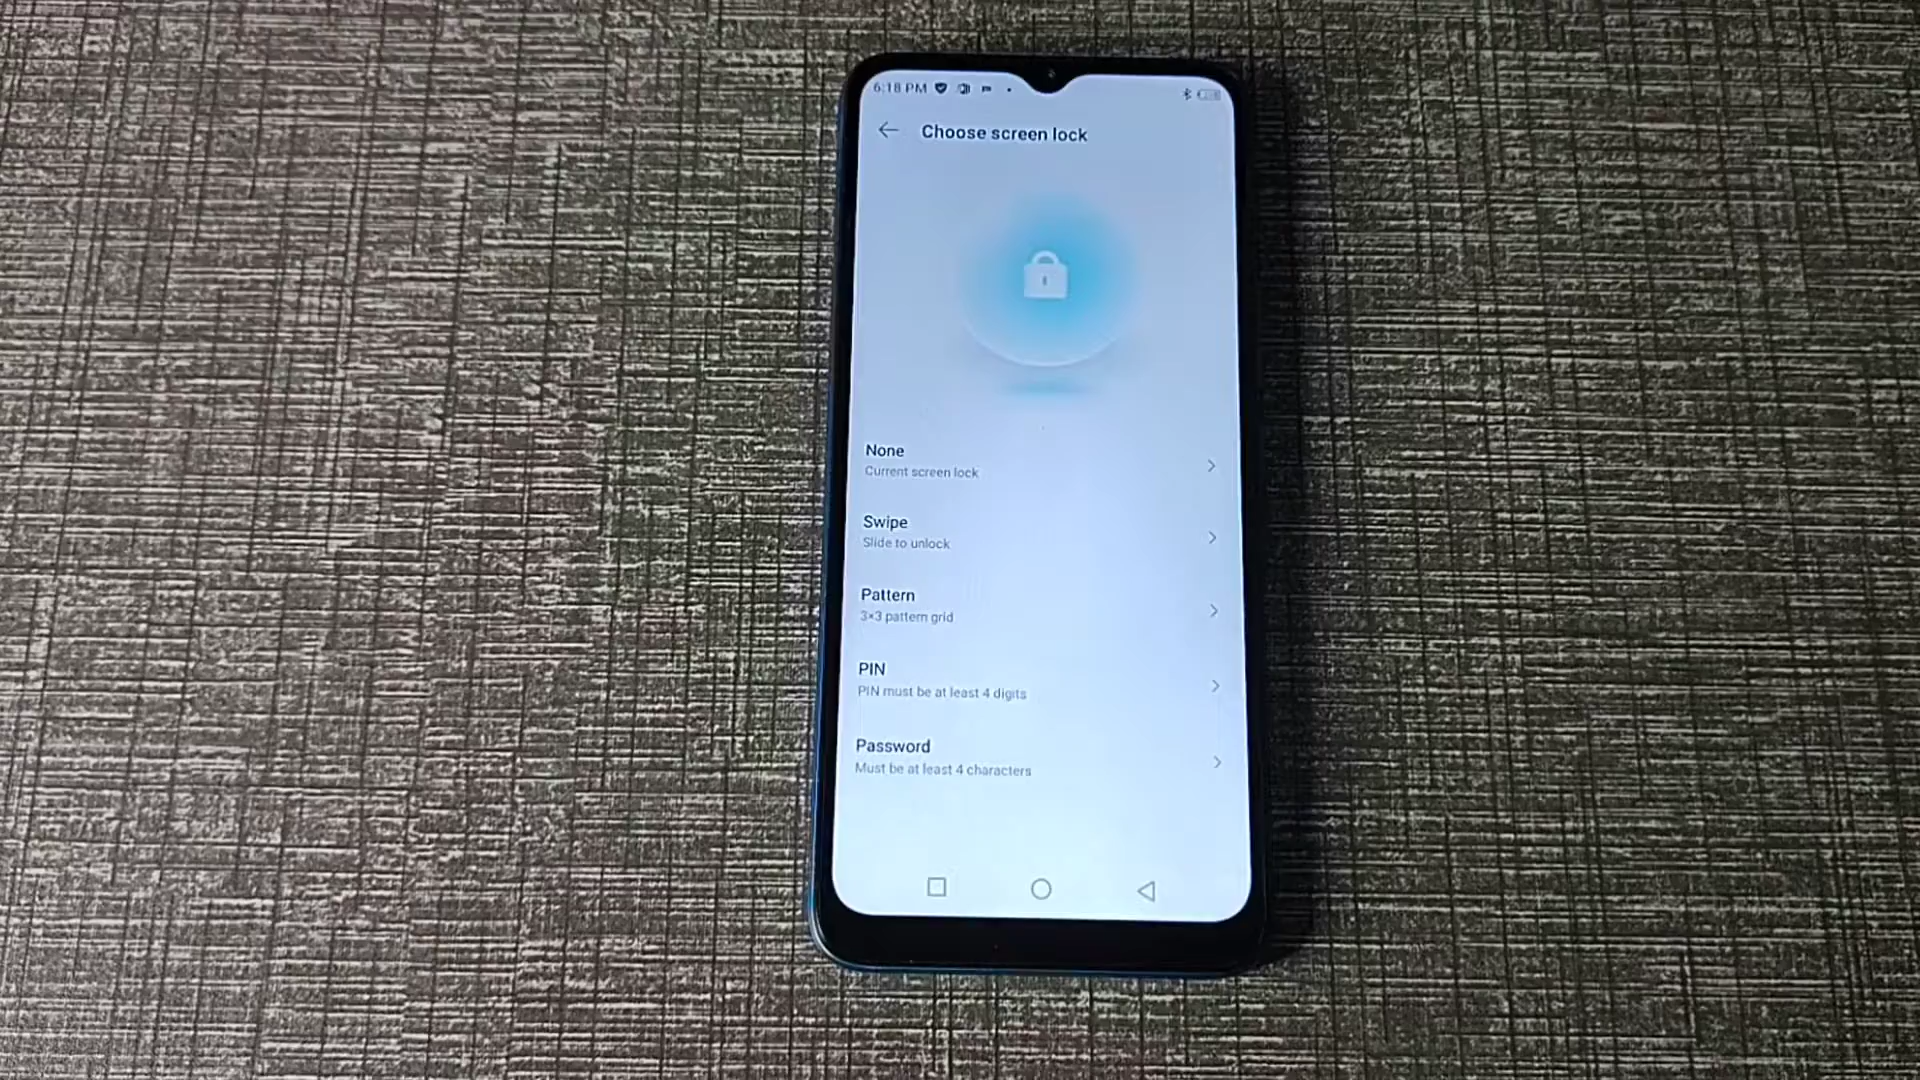 6:18 PM
Choose screen lock
None
Current screen lock
Swipe
Slide to unlock
Pattern
3×3 pattern grid
PIN
PIN must be at least 4 digits
Password
Must be at least 4 characters